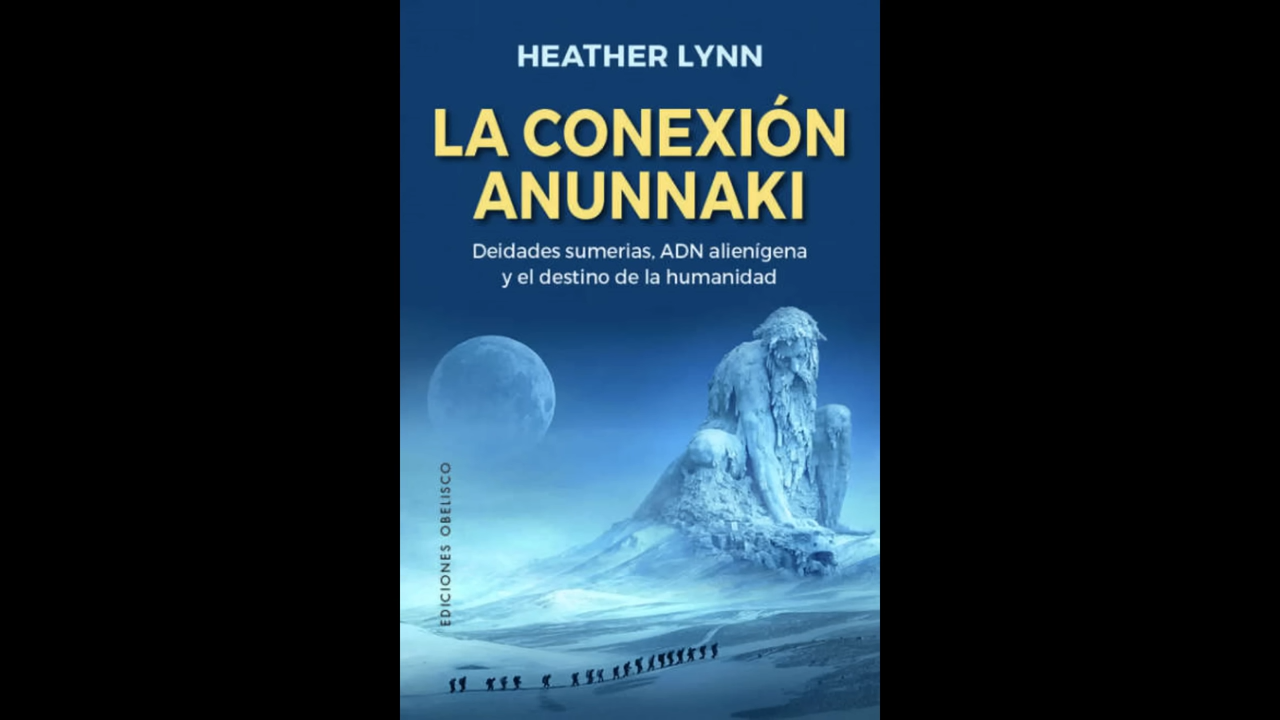 HEATHER LYNN
LA CONEXIÓN
ANUNNAKI
Deidades sumerias, ADN alienígena
y el destino de la humanidad
EDICIONES OBELISCO